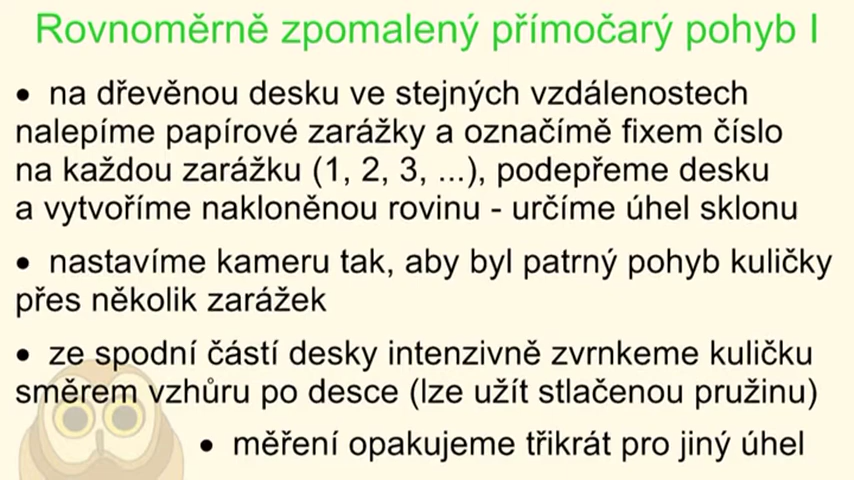 Rovnoměrně zpomalený přímočarý pohyb I
• na dřevěnou desku ve stejných vzdálenostech
nalepíme papírové zarážky a označímě fixem číslo
na každou zarážku (1, 2, 3, ...), podepřeme desku
a vytvoříme nakloněnou rovinu - určíme úhel sklonu
• nastavíme kameru tak, aby byl patrný pohyb kuličky
přes několik zarážek
• ze spodní částí desky intenzivně zvrnkeme kuličku
směrem vzhůru po desce (lze užít stlačenou pružinu)
• měření opakujeme třikrát pro jiný úhel